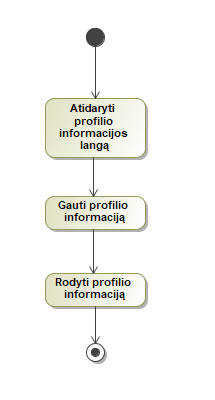 Atidaryti
profilio
informacijos
langą
Gauti profilio
informaciją
Rodyti profilio
informaciją